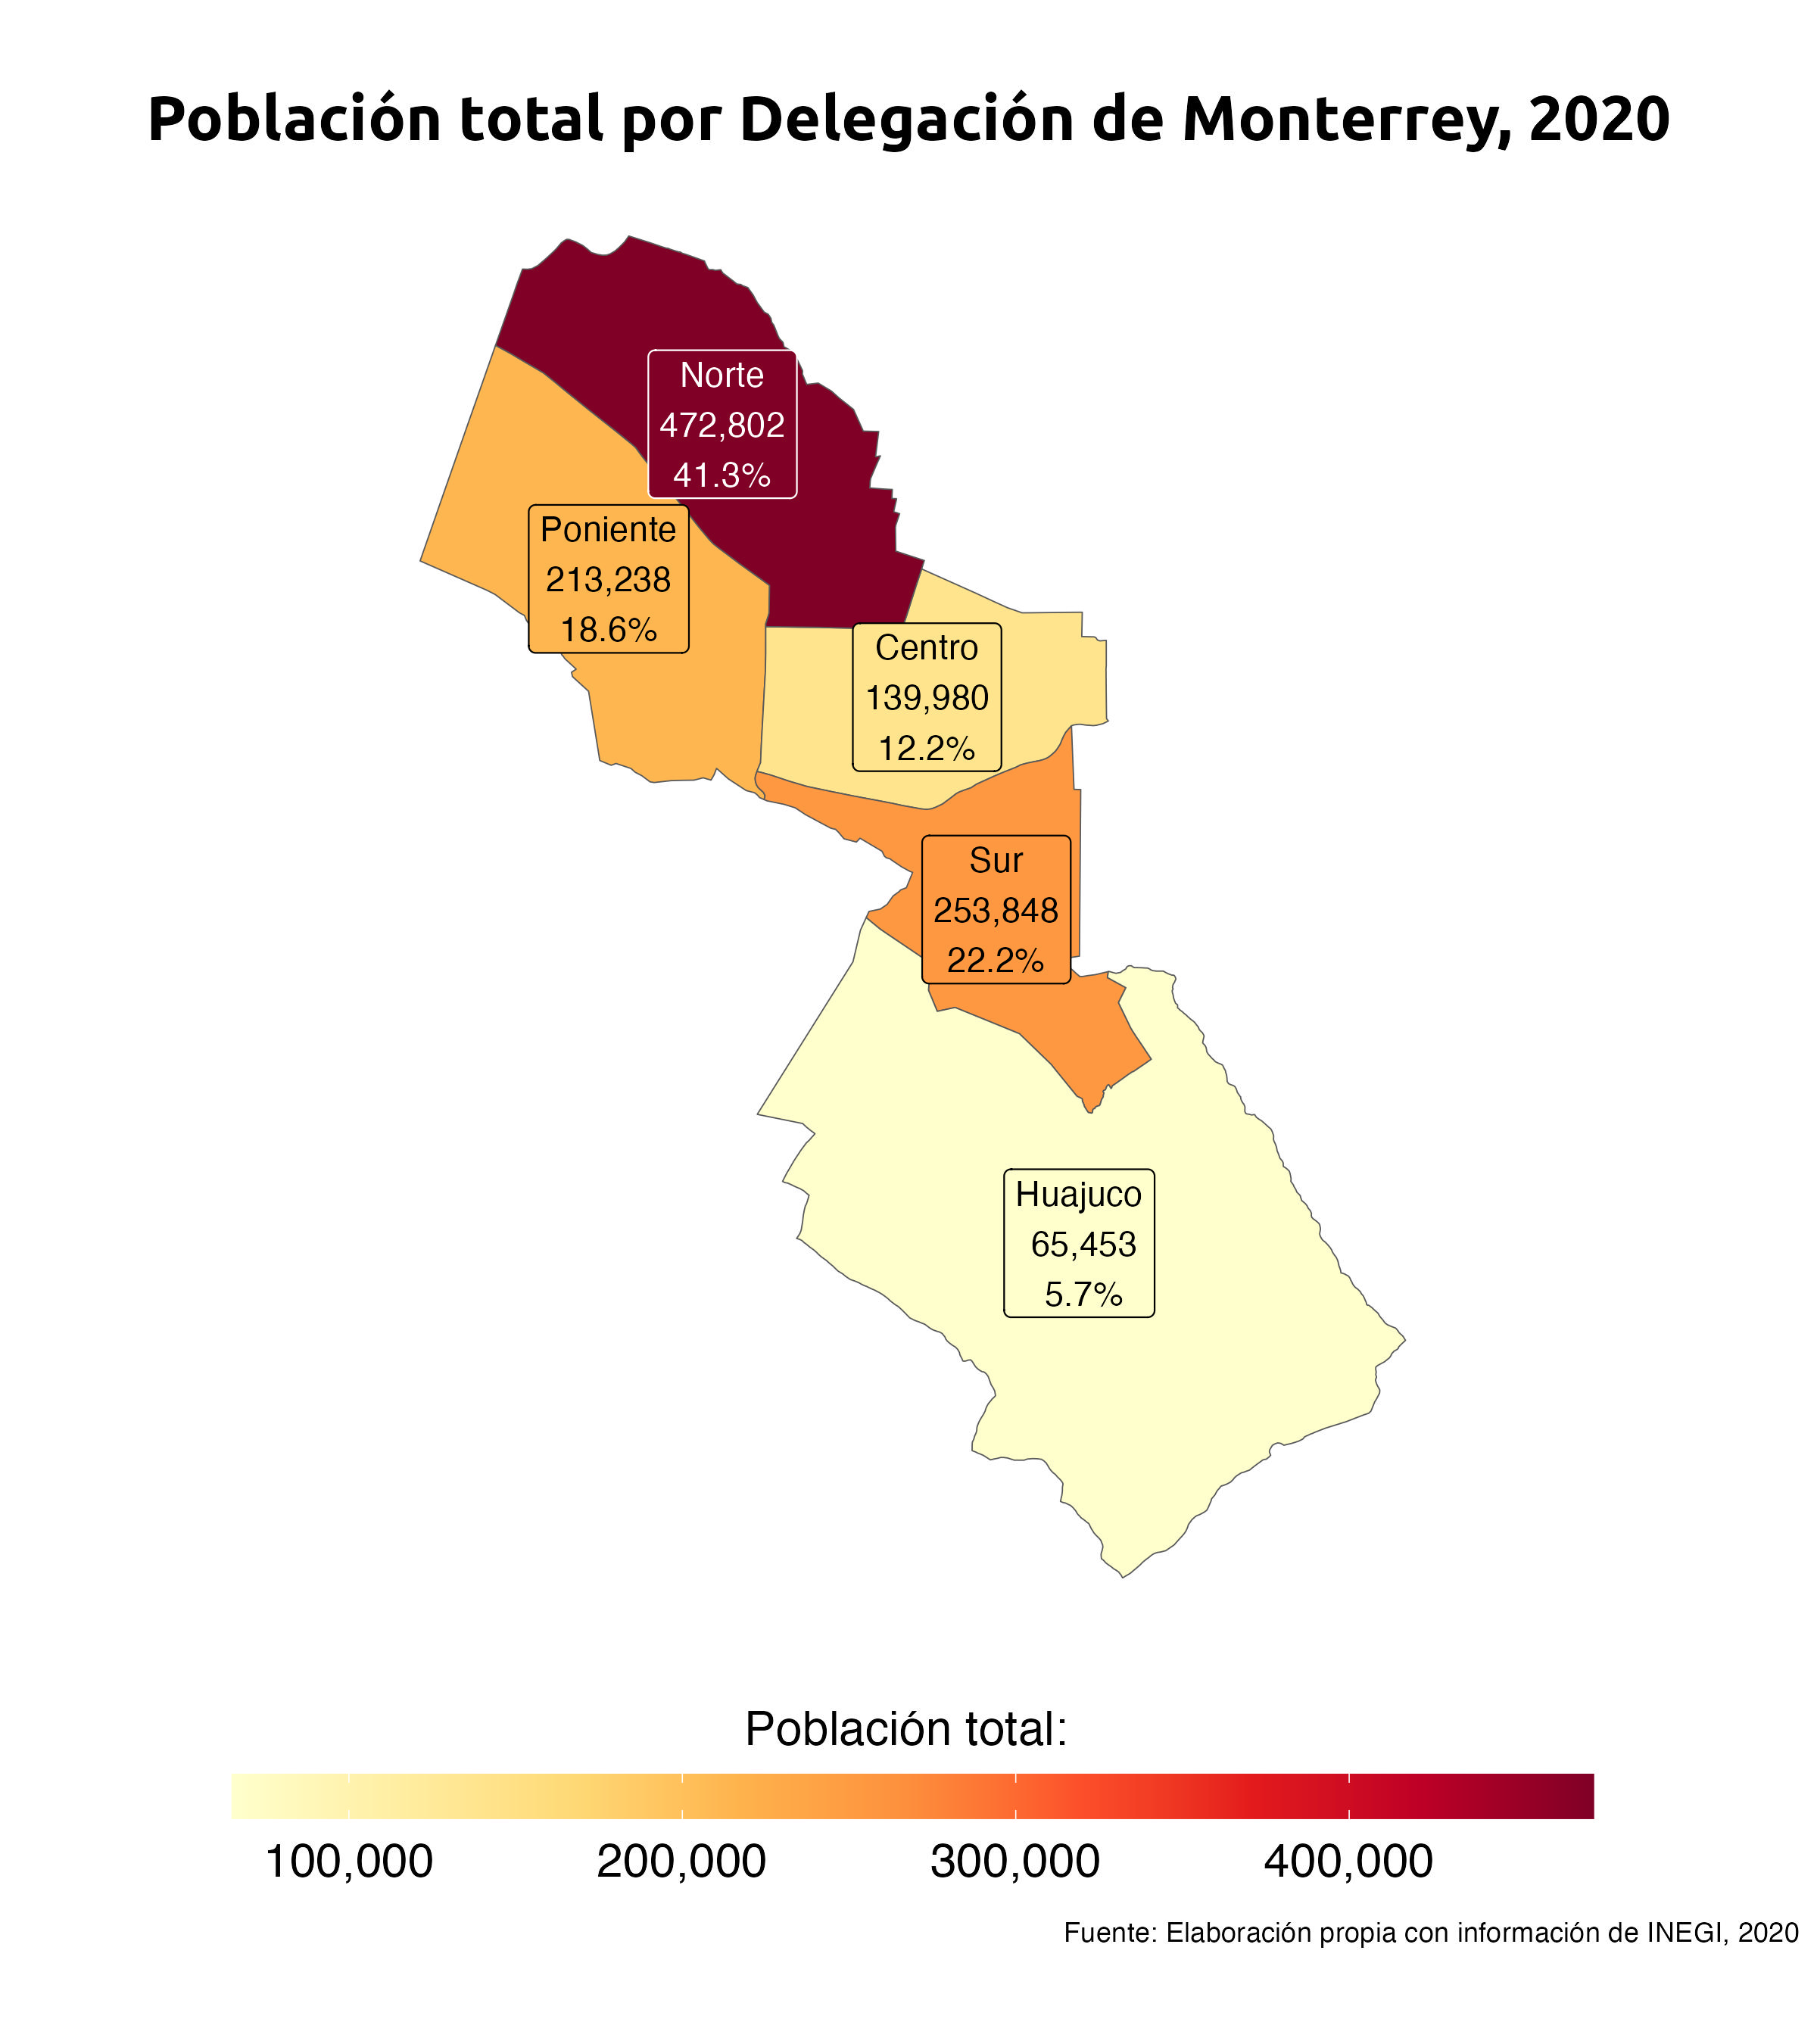 Población total por Delegación de Monterrey, 2020
Norte
472,802
41.3%
Poniente
213,238
18.6%
Centro
139,980
12.2%
Sur
253,848
22.2%
Huajuco
65,453
5.7%
Población total:
100,000
200,000
300,000
400,000
Fuente: Elaboración propia con información de INEGI, 2020